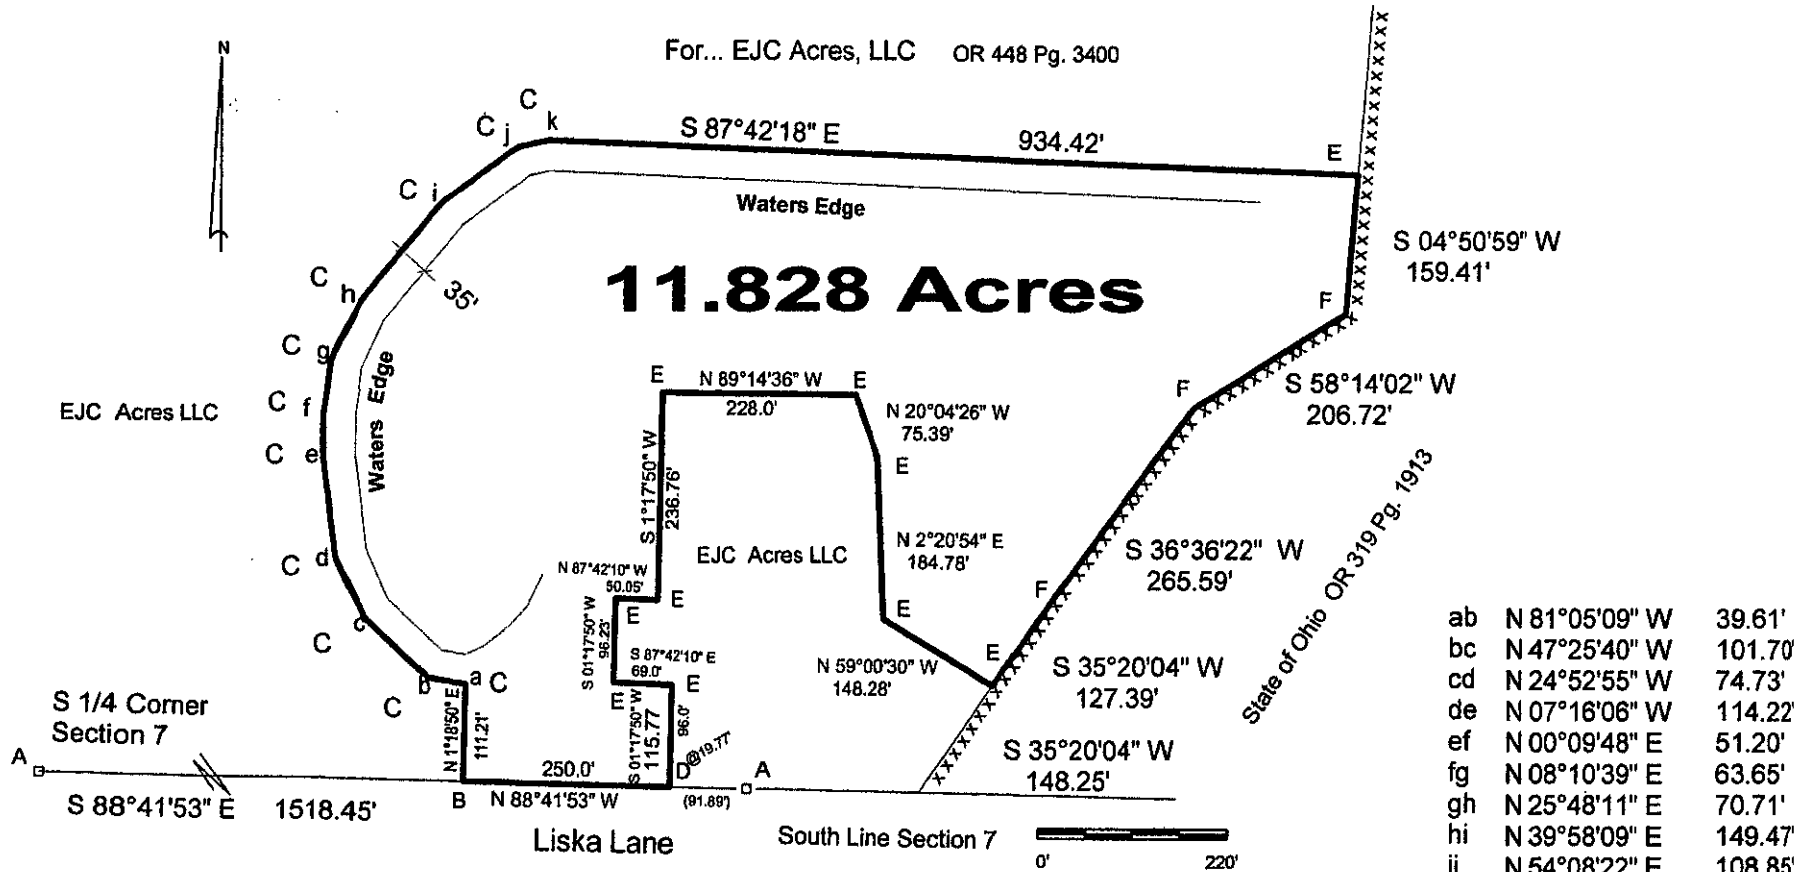 N
For... EJC Acres, LLC OR 448 Pg. 3400
C
C j k
S 87°42'18" E 934.42'
E
C i
Waters Edge
S 04°50'59" W
159.41'
C h
35'
11.828 Acres
F
C g
Waters Edge
EJC Acres LLC
C f
C e
E N 89°14'36" W E
228.0'
N 20°04'26" W
75.39'
E
F
S 58°14'02" W
206.72'
S 1°17'50" W
236.76'
EJC Acres LLC
N 2°20'54" E
184.78'
E
S 36°36'22" W
265.59'
F
State of Ohio OR 319 Pg. 1913
C d
N 87°42'10" W
50.05'
E E
S 01°17'50" W
96.23'
S 87°42'10" E
69.0'
E E
N 59°00'30" W
148.28'
E
S 35°20'04" W
127.39'
c
C
b a C
C
S 1/4 Corner
Section 7
N 1°18'50" E
111.21'
S 01°17'50" W
115.77
96.0'
@19.77'
S 35°20'04" W
148.25'
A
250.0'
D A
S 88°41'53" E 1518.45'
B N 88°41'53" W
(91.89')
Liska Lane
South Line Section 7
0' 220'
ab N 81°05'09" W 39.61'
bc N 47°25'40" W 101.70'
cd N 24°52'55" W 74.73'
de N 07°16'06" W 114.22'
ef N 00°09'48" E 51.20'
fg N 08°10'39" E 63.65'
gh N 25°48'11" E 70.71'
hi N 39°58'09" E 149.47'
ij N 54°08'22" E 108.85'